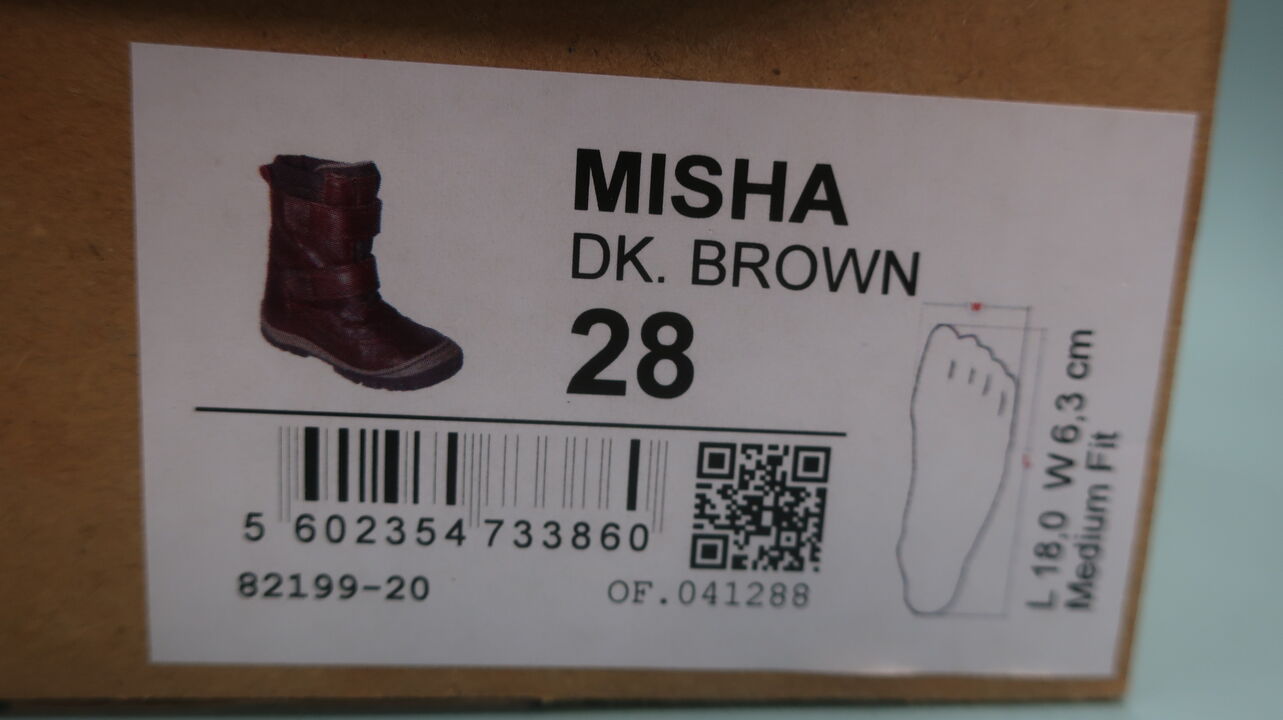 MISHA
DK. BROWN
28
5 602354 733860
82199-20
OF.041288
L 18,0 W 6,3 cm
Medium Fit